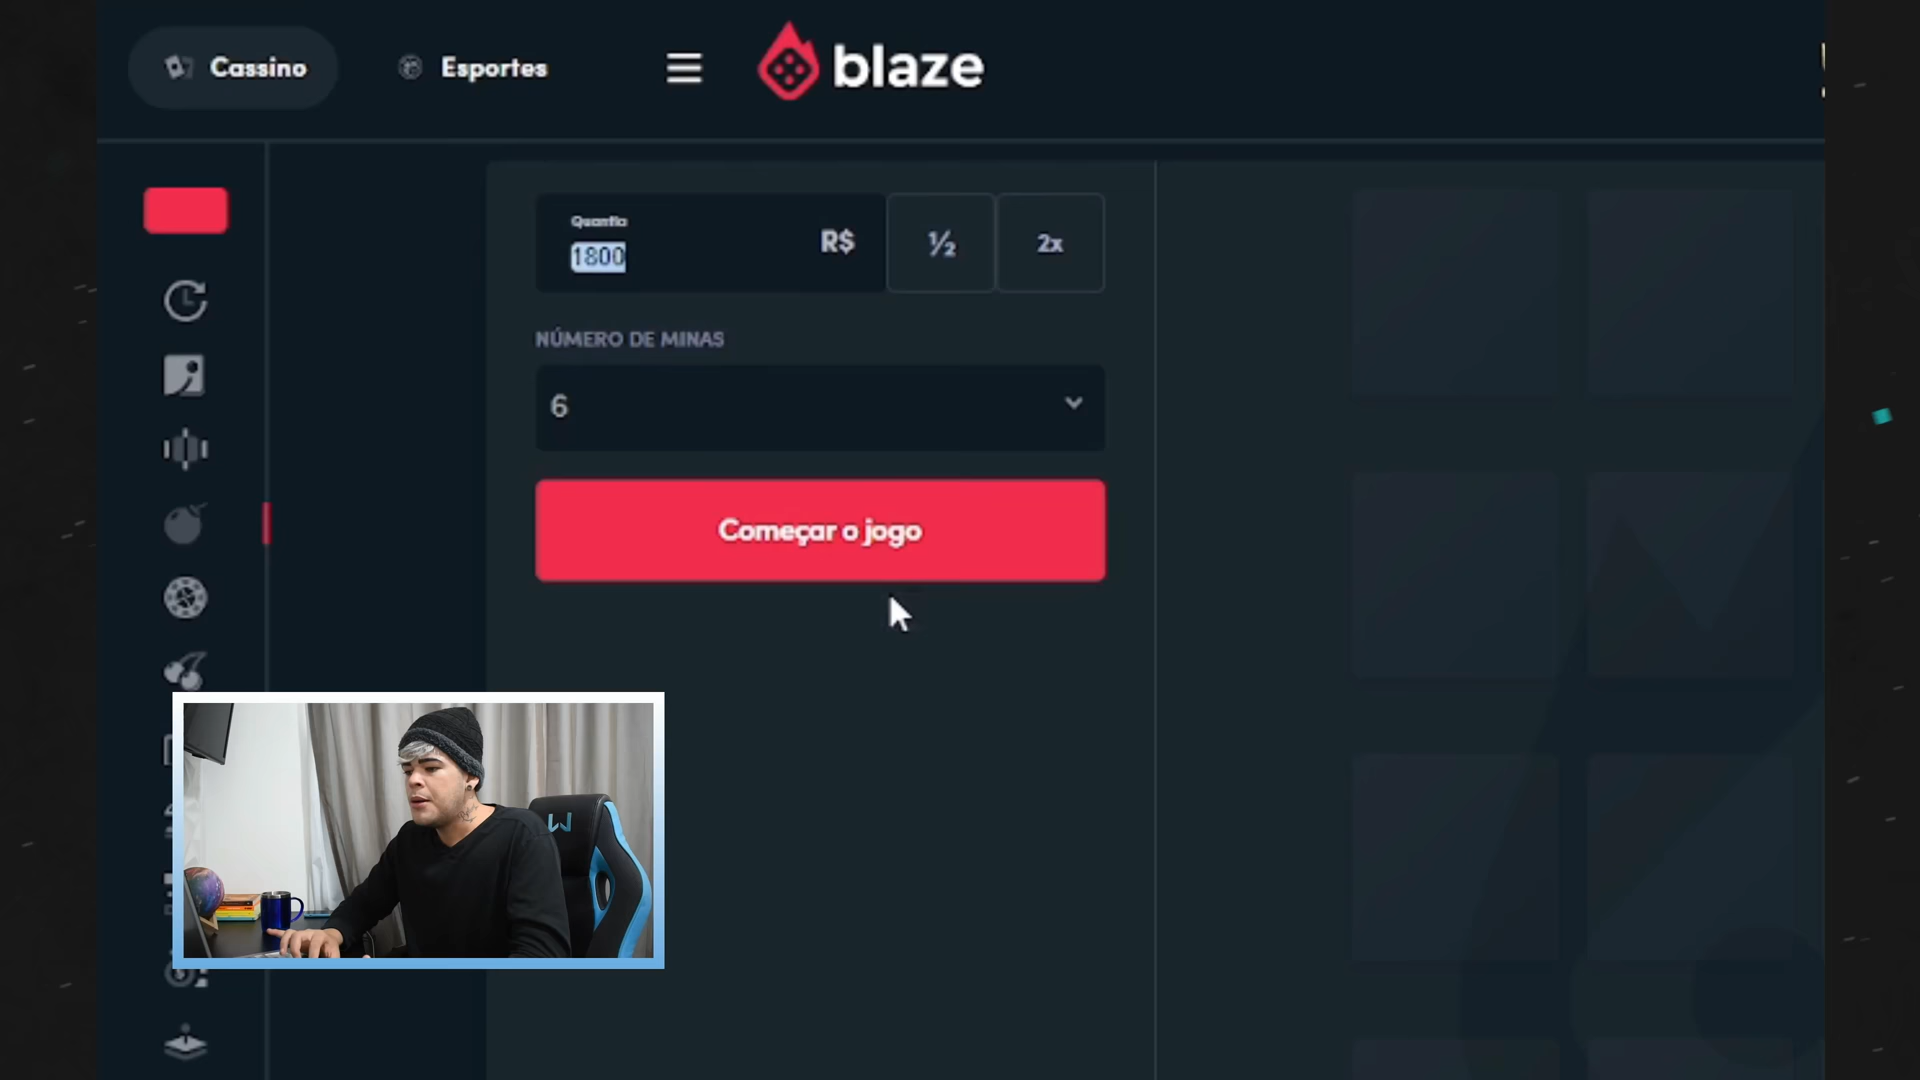 Cassino
Esportes
blaze
Quantia
1800
R$
½
2x
NÚMERO DE MINAS
6
Começar o jogo